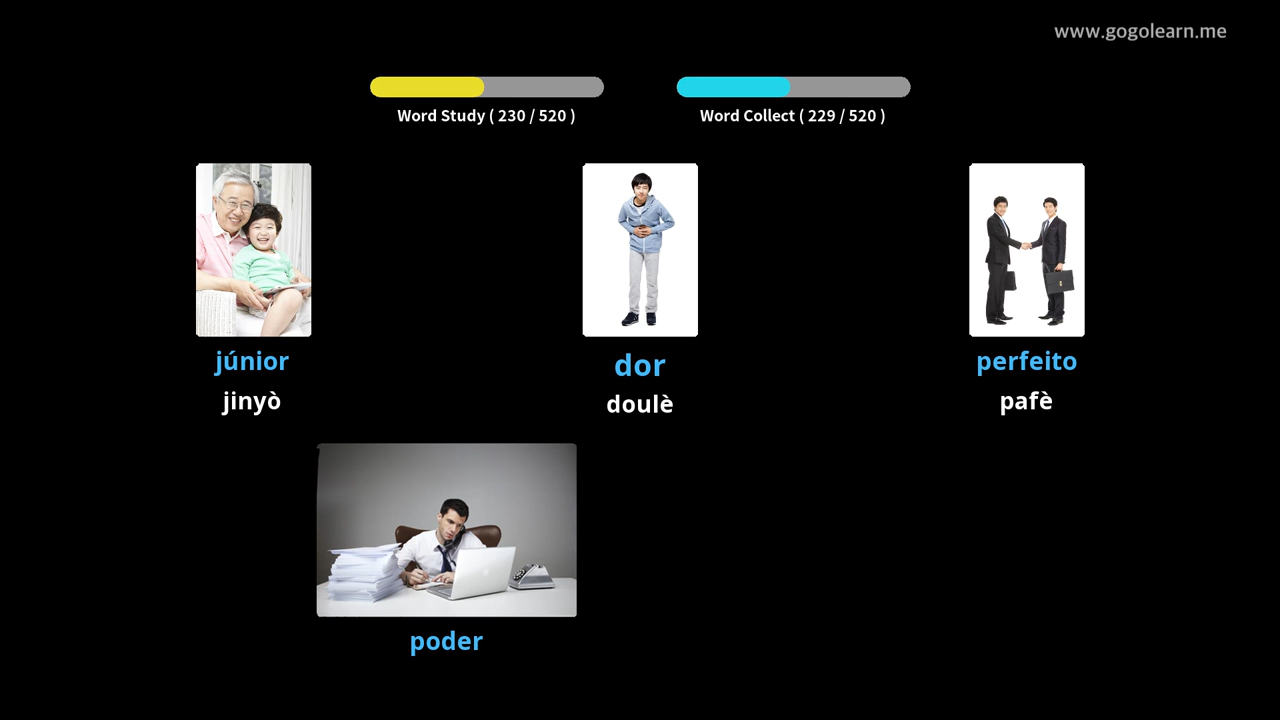 www.gogolearn.me
Word Study ( 230 / 520 )
Word Collect ( 229 / 520 )
júnior
dor
perfeito
jinyò
doulè
pafè
poder